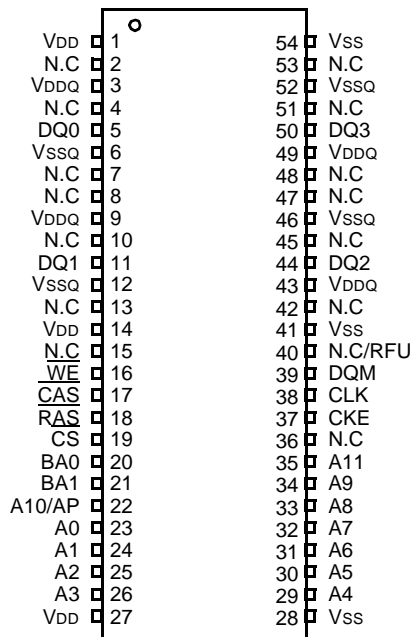 VDD 1 54 VSS
N.C 2 53 N.C
VDDQ 3 52 VSSQ
N.C 4 51 N.C
DQ0 5 50 DQ3
VSSQ 6 49 VDDQ
N.C 7 48 N.C
N.C 8 47 N.C
VDDQ 9 46 VSSQ
N.C 10 45 N.C
DQ1 11 44 DQ2
VSSQ 12 43 VDDQ
N.C 13 42 N.C
VDD 14 41 VSS
N.C 15 40 N.C/RFU
WE 16 39 DQM
CAS 17 38 CLK
RAS 18 37 CKE
CS 19 36 N.C
BA0 20 35 A11
BA1 21 34 A9
A10/AP 22 33 A8
A0 23 32 A7
A1 24 31 A6
A2 25 30 A5
A3 26 29 A4
VDD 27 28 VSS